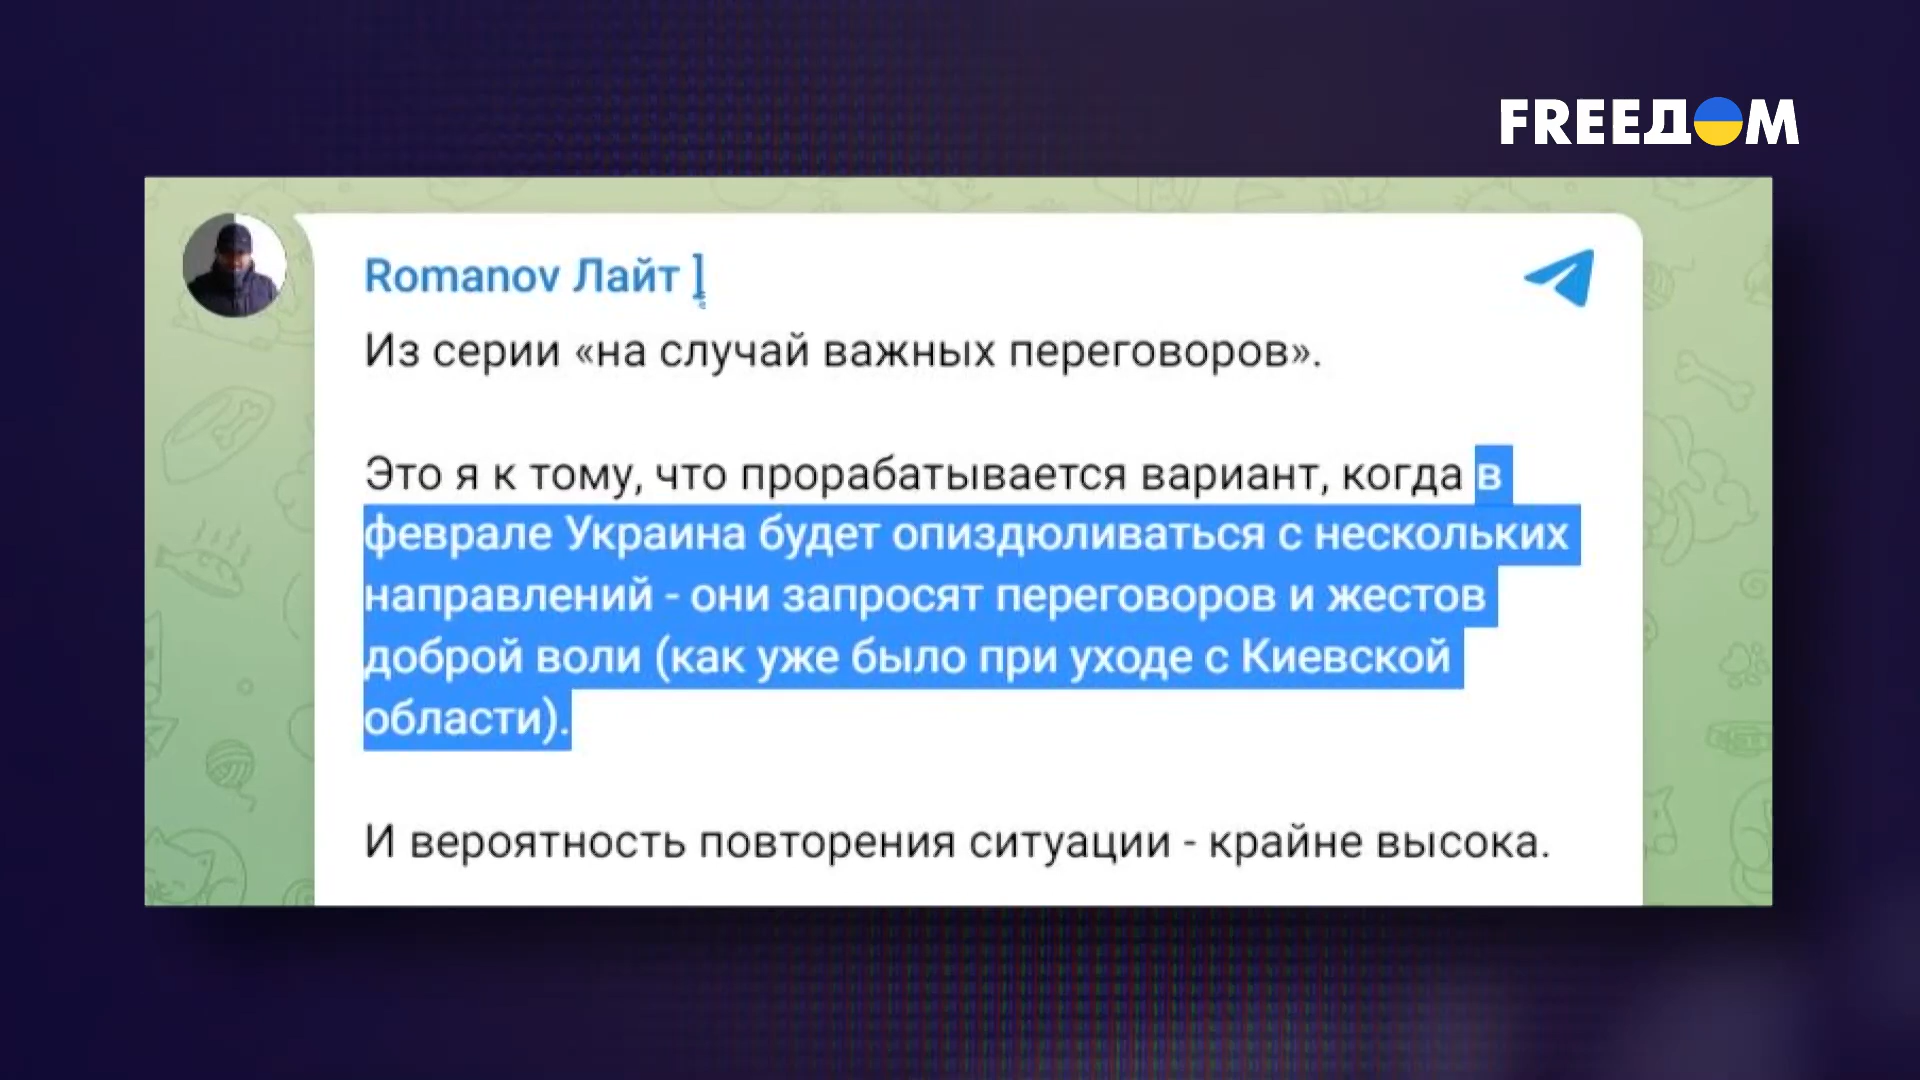 FREEДOM
Romanov Лайт
Из серии «на случай важных переговоров».
Это я к тому, что прорабатывается вариант, когда в
феврале Украина будет опиздюливаться с нескольких
направлений - они запросят переговоров и жестов
доброй воли (как уже было при уходе с Киевской
области).
И вероятность повторения ситуации - крайне высока.